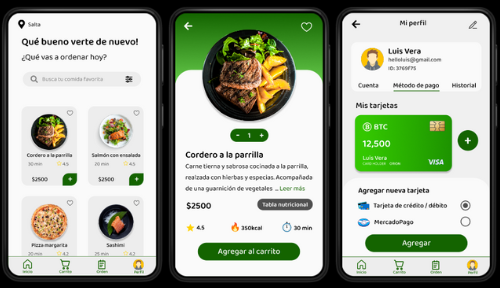 Salta
Qué bueno verte de nuevo!
¿Qué vas a ordenar hoy?
Busca tu comida favorita
Cordero a la parrilla
30 min
4.5
$2500
Salmón con ensalada
20 min
4.5
$2500
Pizza margarita
4.2
Sashimi
4.2
Inicio
Carrito
Orden
Perfil
- 1 +
Cordero a la parrilla
Carne tierna y sabrosa cocinada a la parrilla,
realzada con hierbas y especias. Acompañada
de una guarnición de vegetales ... Leer más
$2500
Tabla nutricional
4.5
350kcal
30 min
Agregar al carrito
Mi perfil
Luis Vera
helloluis@gmail.com
ID: 3769F75
Cuenta
Método de pago
Historial
Mis tarjetas
BTC
12,500
Luis Vera
VISA
+
Agregar nueva tarjeta
Tarjeta de crédito / débito
MercadoPago
Agregar
Inicio
Carrito
Orden
Perfil